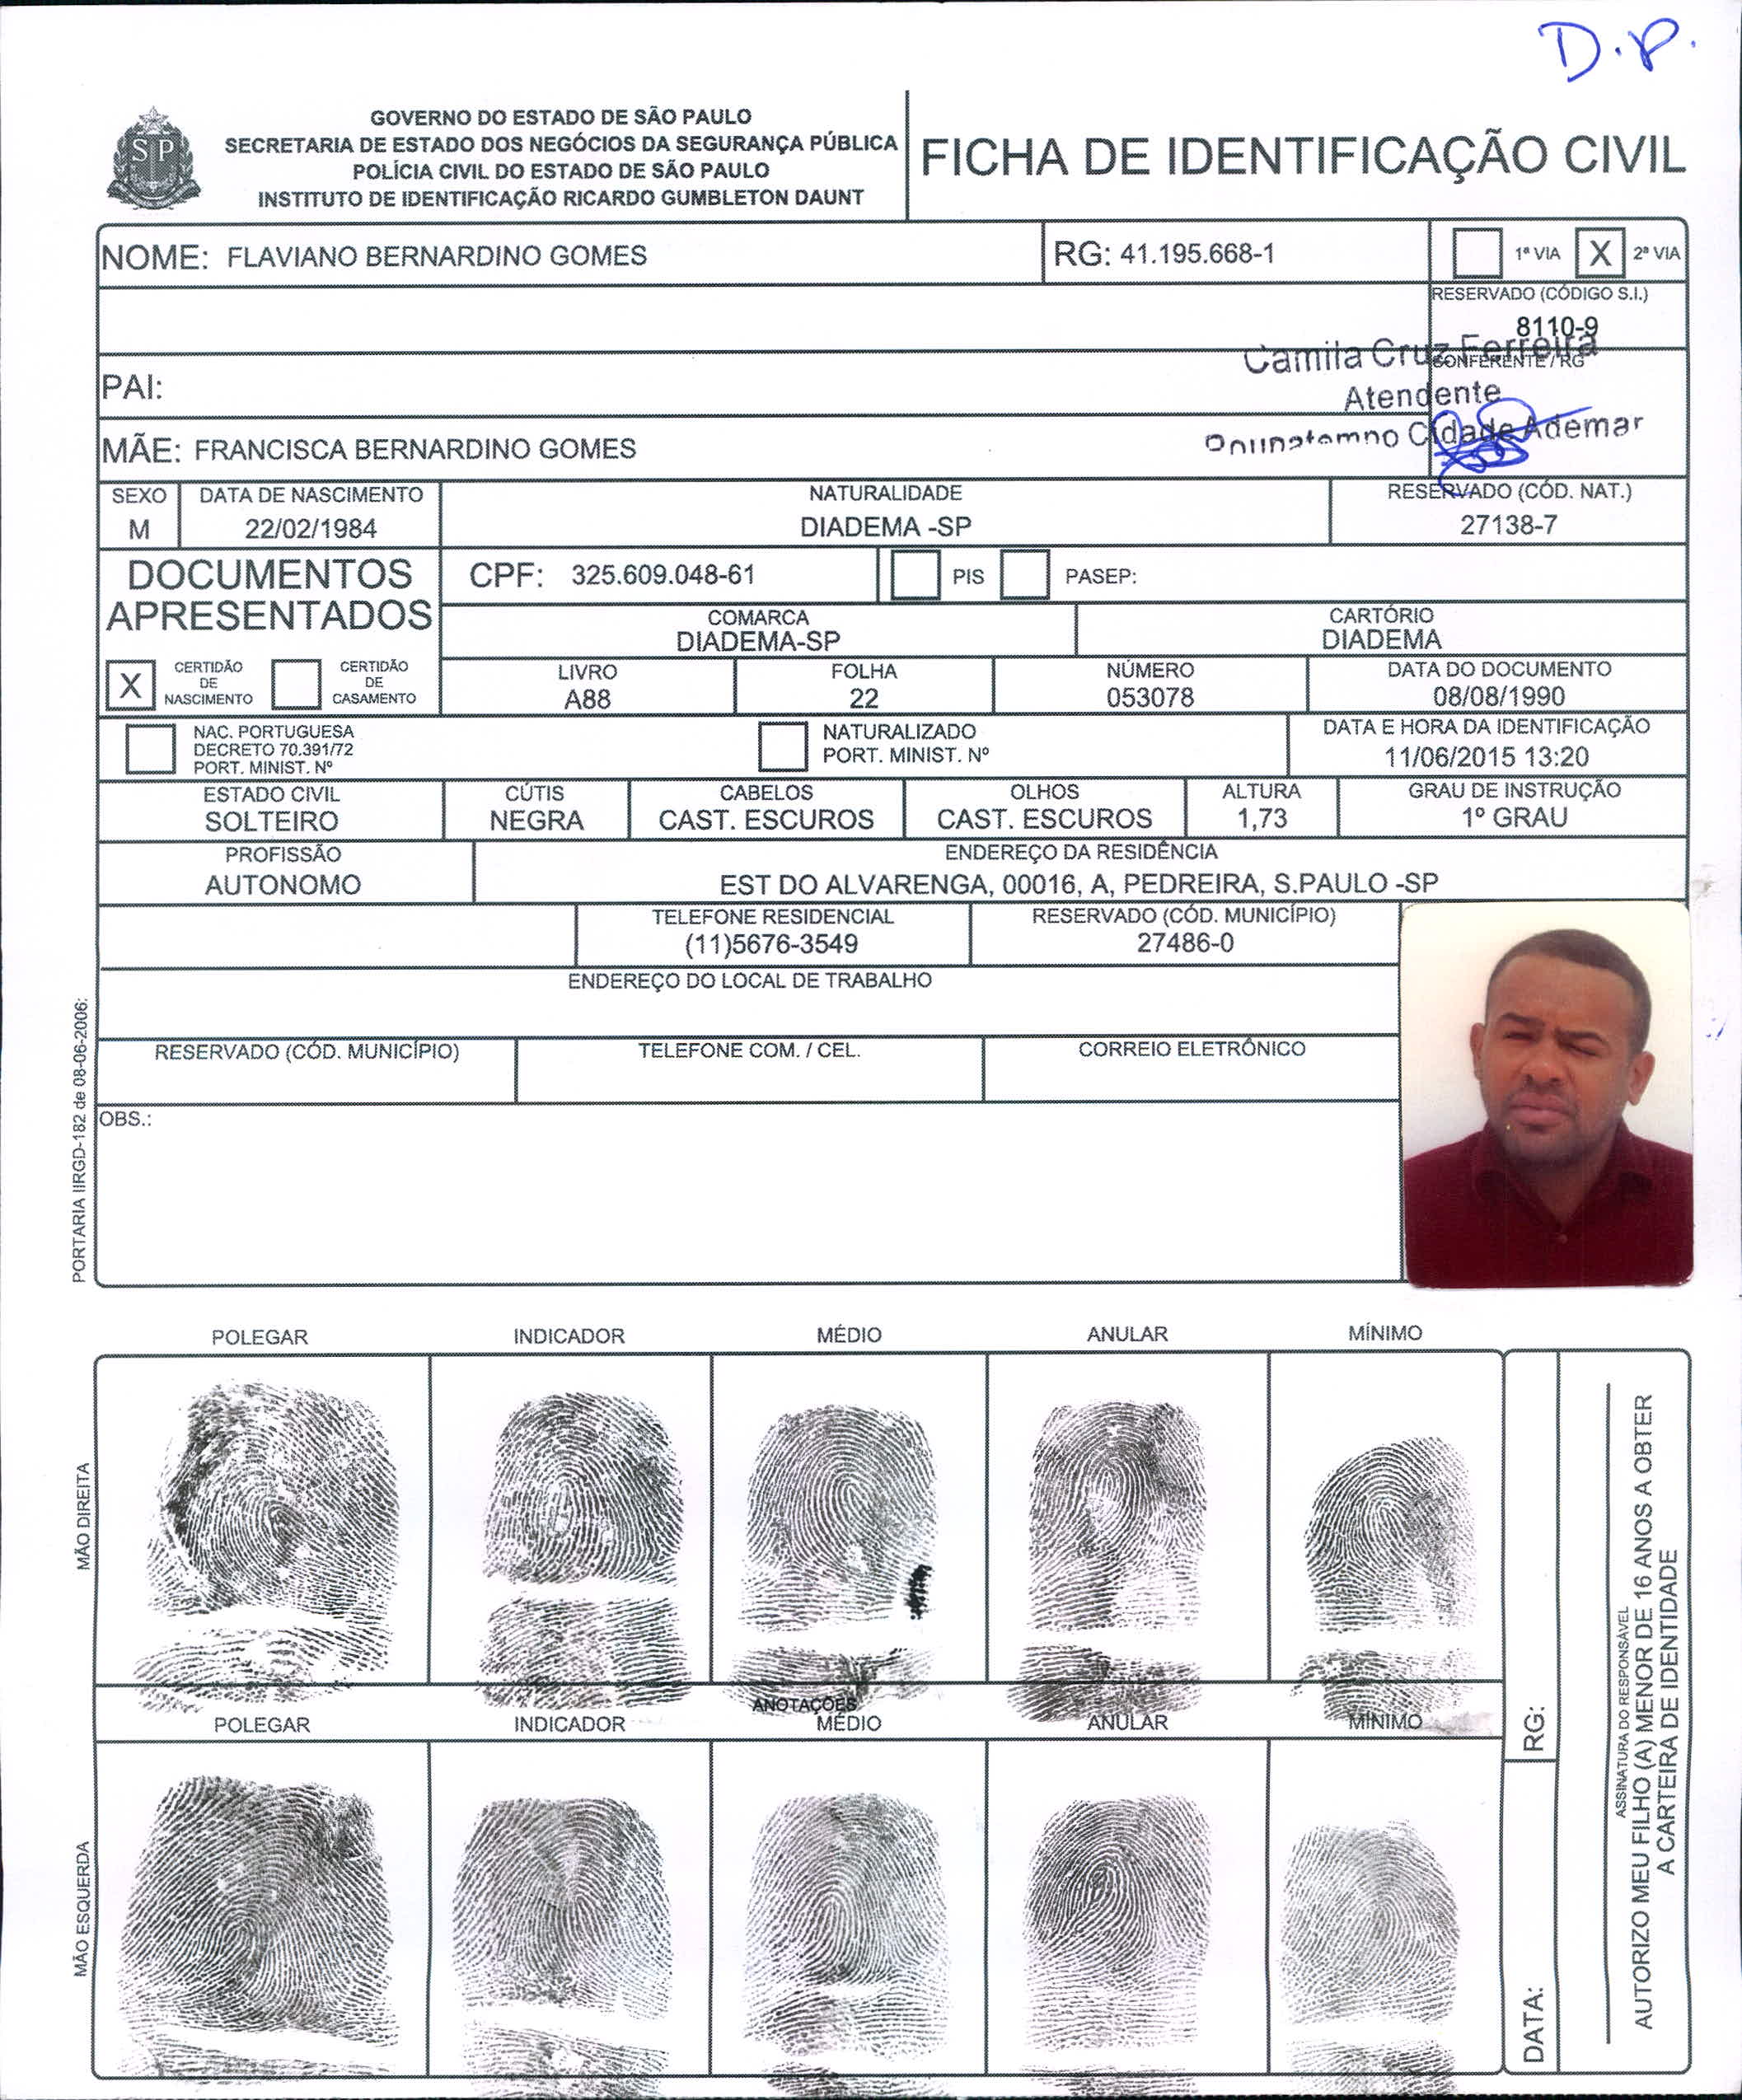 D.P.
GOVERNO DO ESTADO DE SÃO PAULO
SECRETARIA DE ESTADO DOS NEGÓCIOS DA SEGURANÇA PÚBLICA
POLÍCIA CIVIL DO ESTADO DE SÃO PAULO
INSTITUTO DE IDENTIFICAÇÃO RICARDO GUMBLETON DAUNT
SP
FICHA DE IDENTIFICAÇÃO CIVIL
NOME: FLAVIANO BERNARDINO GOMES
RG: 41.195.668-1
1ª VIA X 2ª VIA
RESERVADO (CÓDIGO S.I.)
8110-9
CONFERENTE / RG
Camila Cruz Ferreira
Atendente
Poupatempo Cidade Ademar
PAI:
MÃE: FRANCISCA BERNARDINO GOMES
SEXO
M
DATA DE NASCIMENTO
22/02/1984
NATURALIDADE
DIADEMA -SP
RESERVADO (CÓD. NAT.)
27138-7
DOCUMENTOS
APRESENTADOS
CPF: 325.609.048-61
PIS
PASEP:
COMARCA
DIADEMA-SP
CARTÓRIO
DIADEMA
X CERTIDÃO
DE
NASCIMENTO
CERTIDÃO
DE
CASAMENTO
LIVRO
A88
FOLHA
22
NÚMERO
053078
DATA DO DOCUMENTO
08/08/1990
NAC. PORTUGUESA
DECRETO 70.391/72
PORT. MINIST. Nº
NATURALIZADO
PORT. MINIST. Nº
DATA E HORA DA IDENTIFICAÇÃO
11/06/2015 13:20
ESTADO CIVIL
SOLTEIRO
CÚTIS
NEGRA
CABELOS
CAST. ESCUROS
OLHOS
CAST. ESCUROS
ALTURA
1,73
GRAU DE INSTRUÇÃO
1º GRAU
PROFISSÃO
AUTONOMO
ENDEREÇO DA RESIDÊNCIA
EST DO ALVARENGA, 00016, A, PEDREIRA, S.PAULO -SP
TELEFONE RESIDENCIAL
(11)5676-3549
RESERVADO (CÓD. MUNICÍPIO)
27486-0
ENDEREÇO DO LOCAL DE TRABALHO
RESERVADO (CÓD. MUNICÍPIO)
TELEFONE COM. / CEL.
CORREIO ELETRÔNICO
OBS.:
PORTARIA IIRGD-182 de 08-06-2006:
POLEGAR INDICADOR MÉDIO ANULAR MÍNIMO
MÃO DIREITA
ANOTAÇÕES
POLEGAR INDICADOR MÉDIO ANULAR MÍNIMO
MÃO ESQUERDA
RG:
DATA:
ASSINATURA DO RESPONSÁVEL
AUTORIZO MEU FILHO (A) MENOR DE 16 ANOS A OBTER
A CARTEIRA DE IDENTIDADE